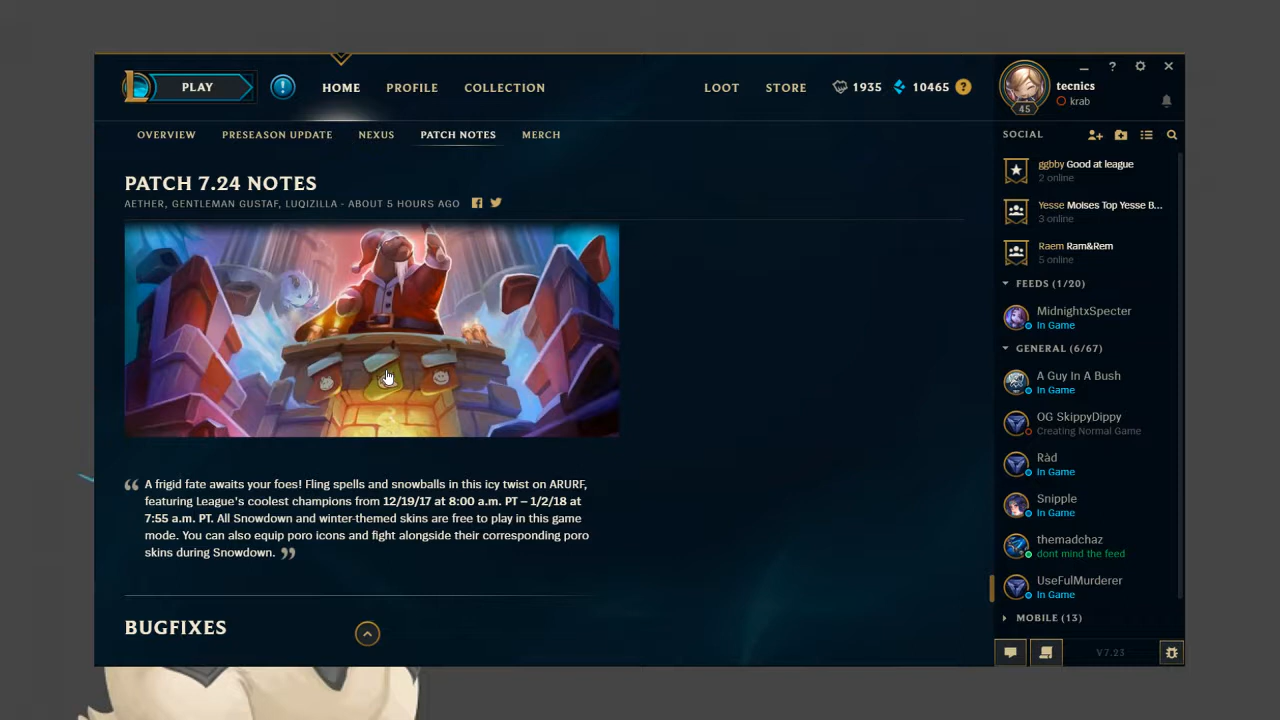 PLAY
HOME
PROFILE
COLLECTION
LOOT
STORE
1935
10465
?
?
45
tecnics
krab
OVERVIEW
PRESEASON UPDATE
NEXUS
PATCH NOTES
MERCH
PATCH 7.24 NOTES
AETHER, GENTLEMAN GUSTAF, LUQIZILLA - ABOUT 5 HOURS AGO
“ A frigid fate awaits your foes! Fling spells and snowballs in this icy twist on ARURF,
featuring League's coolest champions from 12/19/17 at 8:00 a.m. PT – 1/2/18 at
7:55 a.m. PT. All Snowdown and winter-themed skins are free to play in this game
mode. You can also equip poro icons and fight alongside their corresponding poro
skins during Snowdown. ”
BUGFIXES
SOCIAL
ggbby Good at league
2 online
Yesse Moises Top Yesse B...
3 online
Raem Ram&Rem
5 online
FEEDS (1/20)
MidnightxSpecter
In Game
GENERAL (6/67)
A Guy In A Bush
In Game
OG SkippyDippy
Creating Normal Game
Ràd
In Game
Snipple
In Game
themadchaz
dont mind the feed
UseFulMurderer
In Game
MOBILE (13)
V7.23